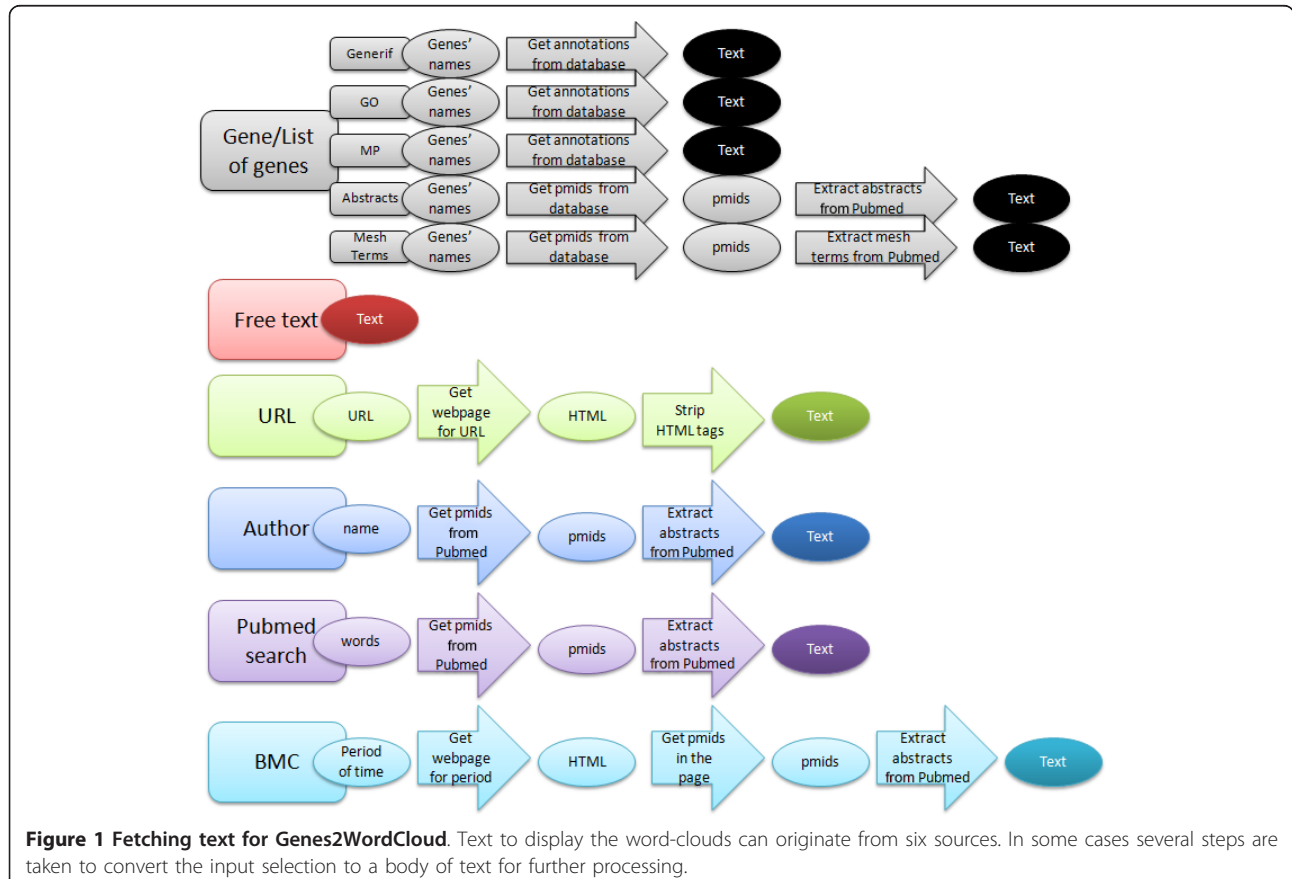 Generif
Genes'
names
Get annotations
from database
Text
GO
Genes'
names
Get annotations
from database
Text
Gene/List
of genes
MP
Genes'
names
Get annotations
from database
Text
Abstracts
Genes'
names
Get pmids from
database
pmids
Extract abstracts
from Pubmed
Text
Mesh
Terms
Genes'
names
Get pmids from
database
pmids
Extract mesh
terms from Pubmed
Text
Free text
Text
URL
URL
Get
webpage
for URL
HTML
Strip
HTML tags
Text
Author
name
Get pmids
from
Pubmed
pmids
Extract
abstracts
from Pubmed
Text
Pubmed
search
words
Get pmids
from
Pubmed
pmids
Extract
abstracts
from Pubmed
Text
BMC
Period
of time
Get
webpage
for period
HTML
Get pmids
in the
page
pmids
Extract
abstracts
from Pubmed
Text
Figure 1 Fetching text for Genes2WordCloud. Text to display the word-clouds can originate from six sources. In some cases several steps are
taken to convert the input selection to a body of text for further processing.